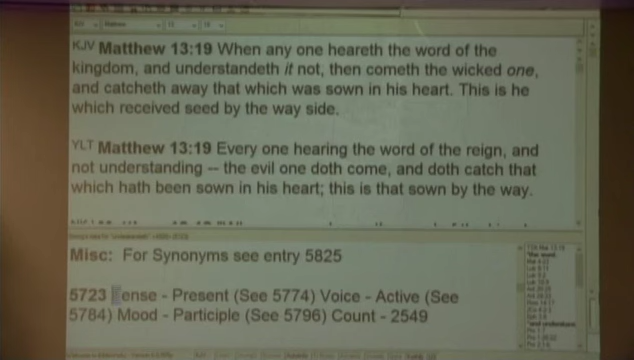 KJV Matthew 13:19 When any one heareth the word of the
kingdom, and understandeth it not, then cometh the wicked one,
and catcheth away that which was sown in his heart. This is he
which received seed by the way side.
YLT Matthew 13:19 Every one hearing the word of the reign, and
not understanding -- the evil one doth come, and doth catch that
which hath been sown in his heart; this is that sown by the way.
Misc: For Synonyms see entry 5825
5723 ense - Present (See 5774) Voice - Active (See
5784) Mood - Participle (See 5796) Count - 2549